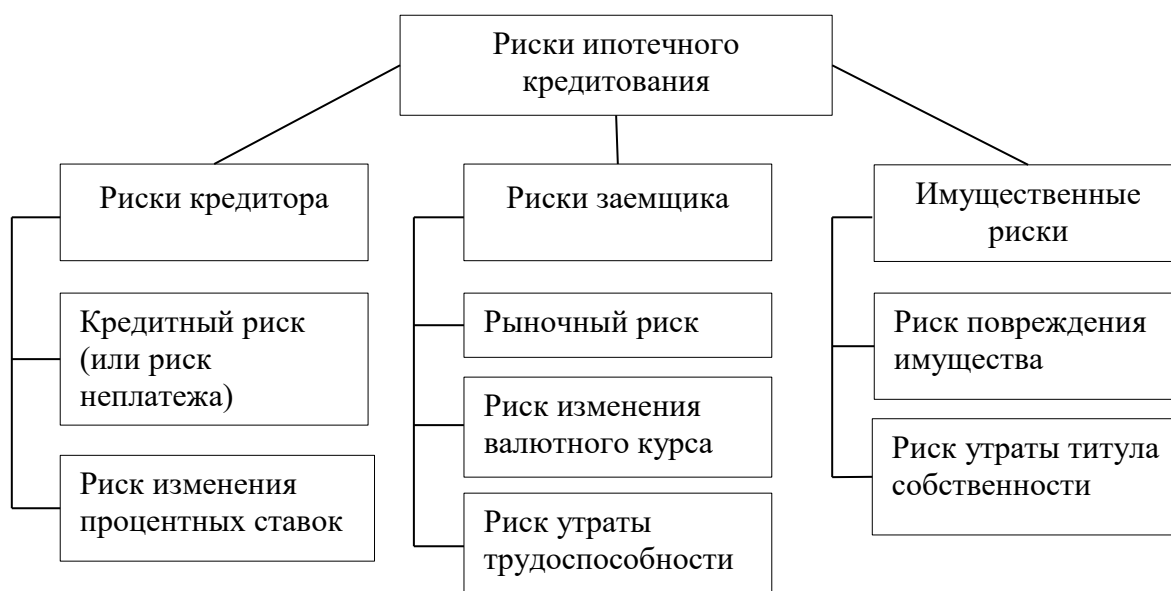 Риски ипотечного
кредитования
Риски кредитора
Риски заемщика
Имущественные
риски
Кредитный риск
(или риск
неплатежа)
Риск изменения
процентных ставок
Рыночный риск
Риск изменения
валютного курса
Риск утраты
трудоспособности
Риск повреждения
имущества
Риск утраты титула
собственности